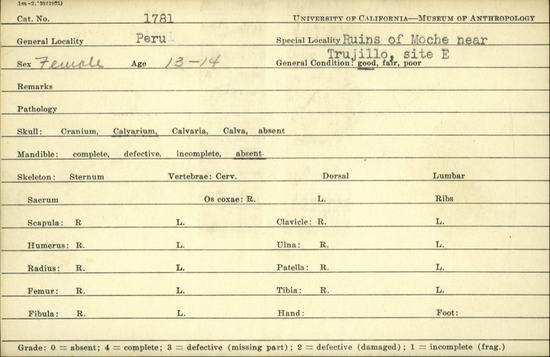 1m-2,'39(1931)
Cat. No. 1781 University of California—Museum of Anthropology
General Locality Peru Special Locality Ruins of Moche near
Trujillo, site E
Sex Female Age 13-14 General Condition: good, fair, poor
Remarks
Pathology
Skull: Cranium, Calvarium, Calvaria, Calva, absent
Mandible: complete, defective, incomplete, absent
Skeleton: Sternum Vertebrae: Cerv. Dorsal Lumbar
Sacrum Os coxae: R. L. Ribs
Scapula: R L. Clavicle: R. L.
Humerus: R. L. Ulna: R. L.
Radius: R. L. Patella: R. L.
Femur: R. L. Tibia: R. L.
Fibula: R. L. Hand: Foot:
Grade: 0 = absent; 4 = complete; 3 = defective (missing part); 2 = defective (damaged); 1 = incomplete (frag.)